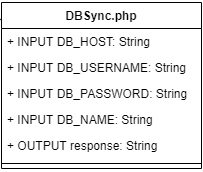 DBSync.php
+ INPUT DB_HOST: String
+ INPUT DB_USERNAME: String
+ INPUT DB_PASSWORD: String
+ INPUT DB_NAME: String
+ OUTPUT response: String